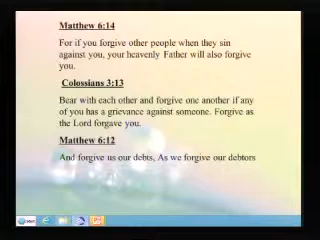 Matthew 6:14
For if you forgive other people when they sin
against you, your heavenly Father will also forgive
you.
Colossians 3:13
Bear with each other and forgive one another if any
of you has a grievance against someone. Forgive as
the Lord forgave you.
Matthew 6:12
And forgive us our debts, As we forgive our debtors